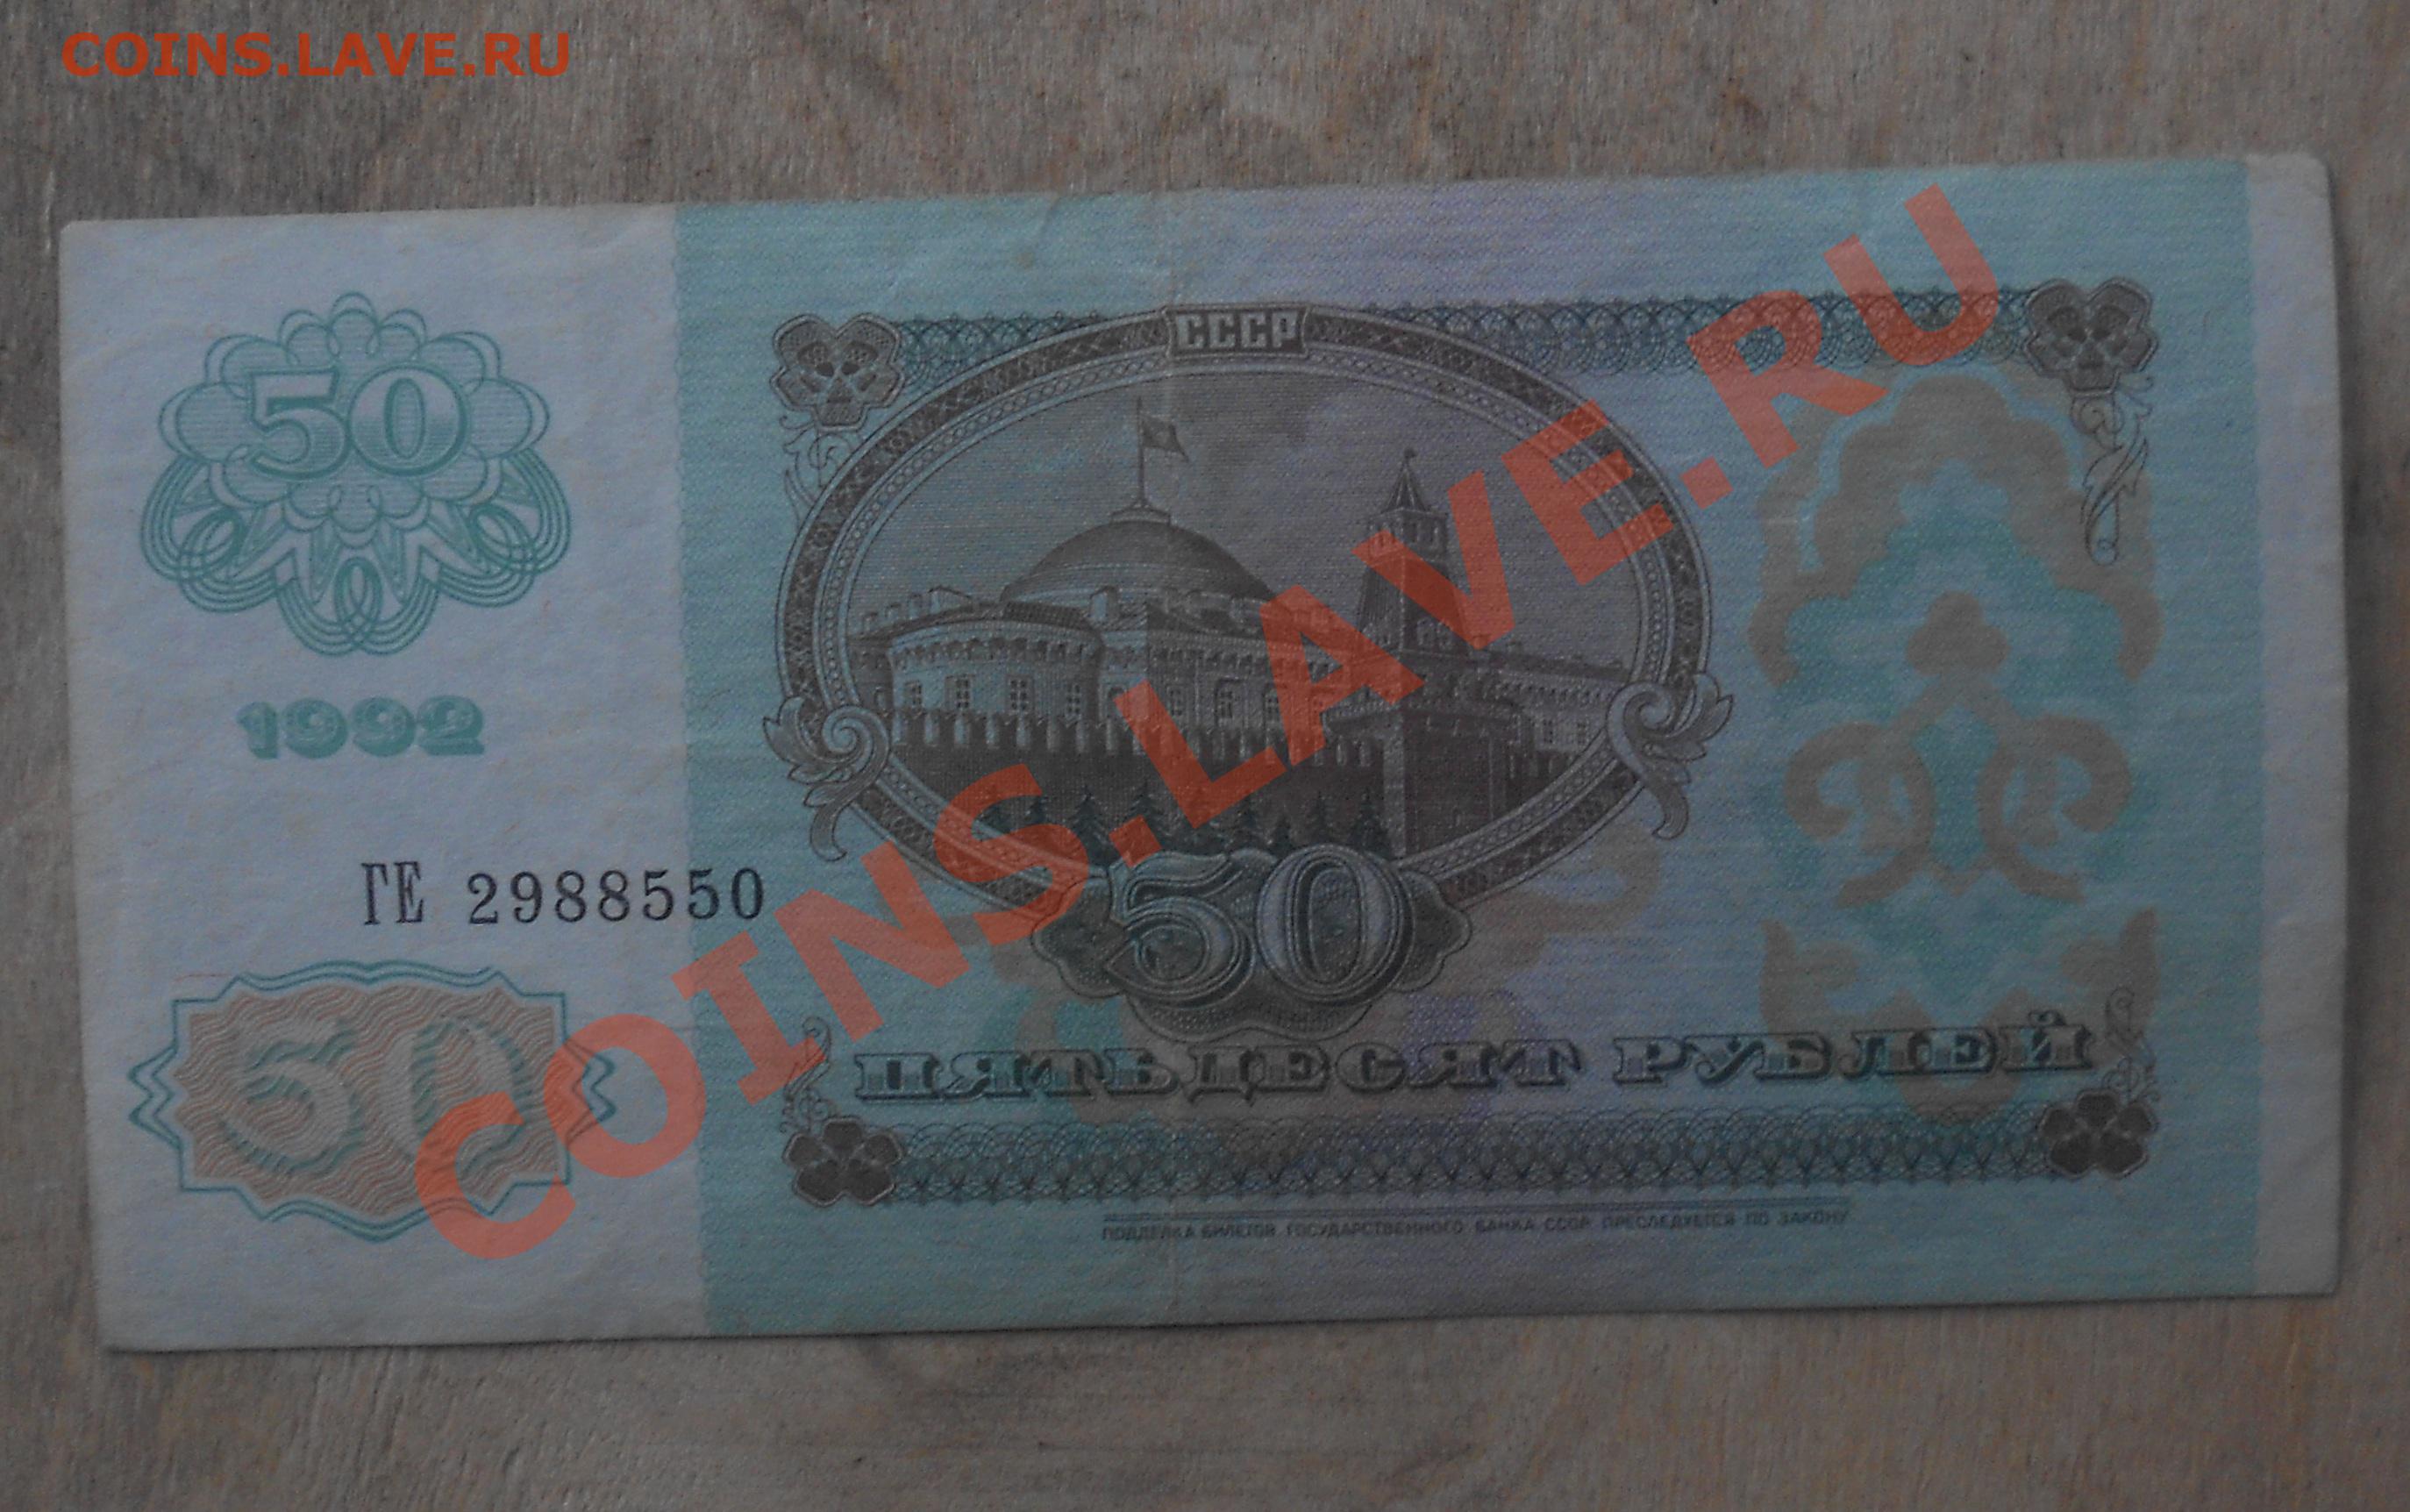 COINS.LAVE.RU
СССР
50
1992
ГЕ 2988550
50
50
ПЯТЬДЕСЯТ РУБЛЕЙ
ПОДДЕЛКА БИЛЕТОВ ГОСУДАРСТВЕННОГО БАНКА СССР ПРЕСЛЕДУЕТСЯ ПО ЗАКОНУ
COINS.LAVE.RU